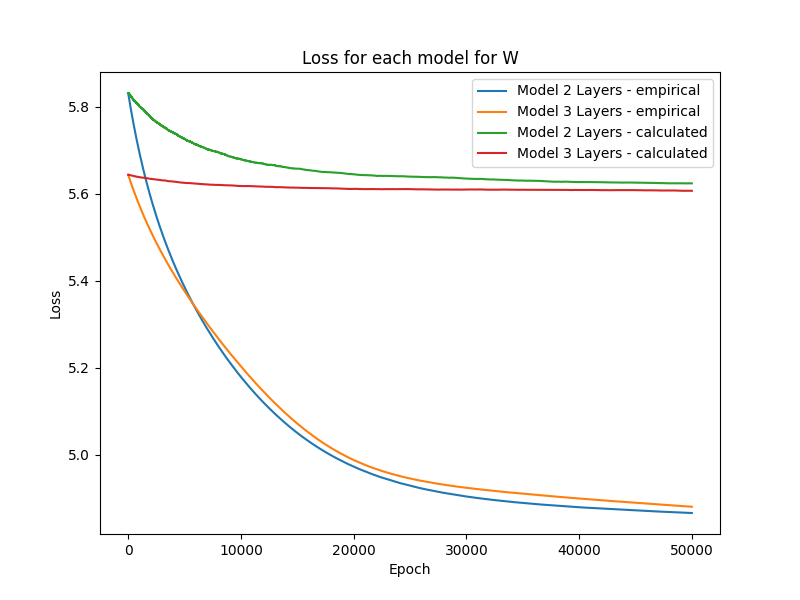 Loss for each model for W
Model 2 Layers - empirical
Model 3 Layers - empirical
Model 2 Layers - calculated
Model 3 Layers - calculated
Loss
5.8
5.6
5.4
5.2
5.0
0 10000 20000 30000 40000 50000
Epoch